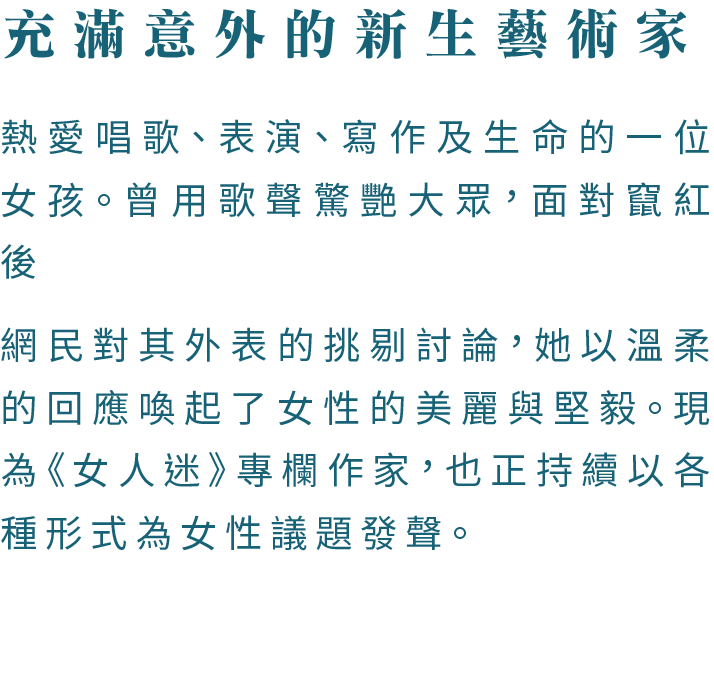 充滿意外的新生藝術家
熱愛唱歌、表演、寫作及生命的一位
女孩。曾用歌聲驚艷大眾，面對竄紅
後
網民對其外表的挑剔討論，她以溫柔
的回應喚起了女性的美麗與堅毅。現
為《女人迷》專欄作家，也正持續以各
種形式為女性議題發聲。